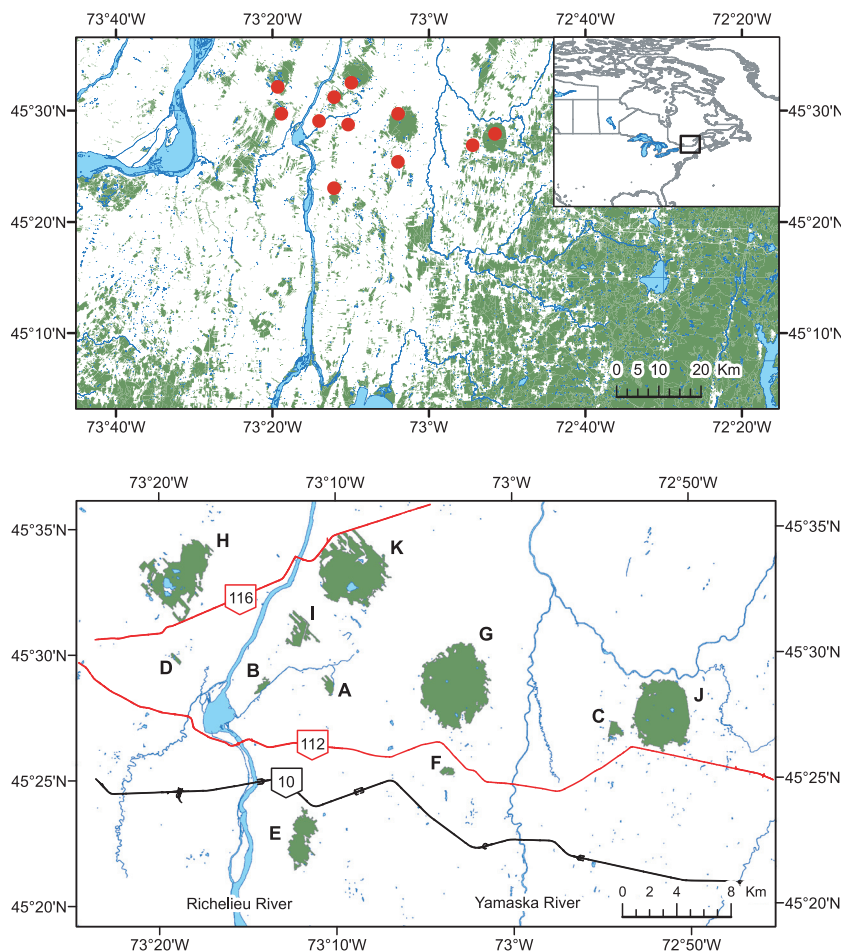 73°40'W 73°20'W 73°W 72°40'W 72°20'W
45°30'N 45°30'N
45°20'N 45°20'N
45°10'N 45°10'N
0 5 10 20 Km
73°40'W 73°20'W 73°W 72°40'W 72°20'W
73°20'W 73°10'W 73°W 72°50'W
45°35'N 45°35'N
H K
116
I
G
45°30'N 45°30'N
D B A
J
C
112
F
45°25'N 45°25'N
10
E
0 2 4 8 Km
Richelieu River Yamaska River
45°20'N 45°20'N
73°20'W 73°10'W 73°W 72°50'W